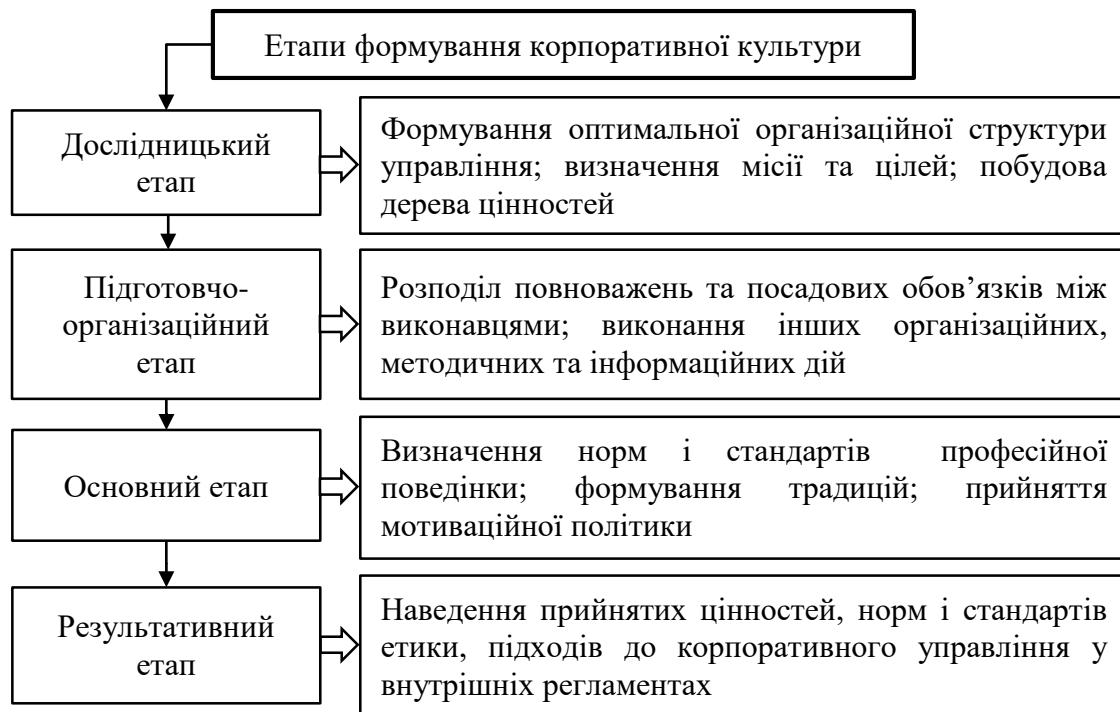 Етапи формування корпоративної культури
Дослідницький
етап
Формування оптимальної організаційної структури
управління; визначення місії та цілей; побудова
дерева цінностей
Підготовчо-
організаційний
етап
Розподіл повноважень та посадових обов’язків між
виконавцями; виконання інших організаційних,
методичних та інформаційних дій
Основний етап
Визначення норм і стандартів професійної
поведінки; формування традицій; прийняття
мотиваційної політики
Результативний
етап
Наведення прийнятих цінностей, норм і стандартів
етики, підходів до корпоративного управління у
внутрішніх регламентах